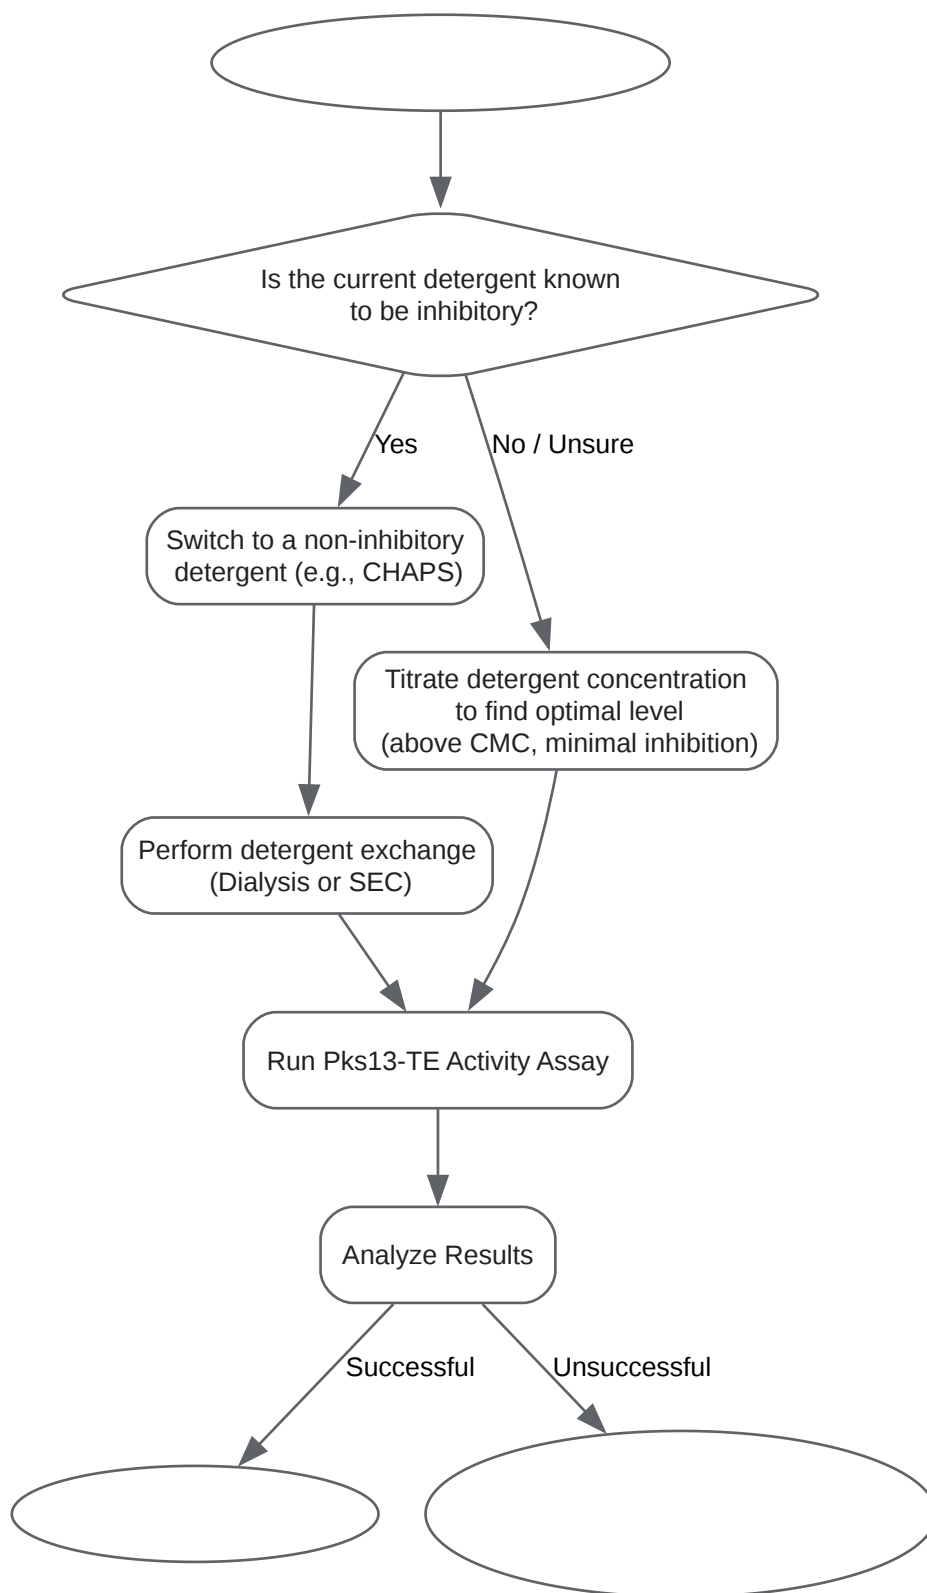 Is the current detergent known
to be inhibitory?
Yes
No / Unsure
Switch to a non-inhibitory
detergent (e.g., CHAPS)
Titrate detergent concentration
to find optimal level
(above CMC, minimal inhibition)
Perform detergent exchange
(Dialysis or SEC)
Run Pks13-TE Activity Assay
Analyze Results
Successful
Unsuccessful